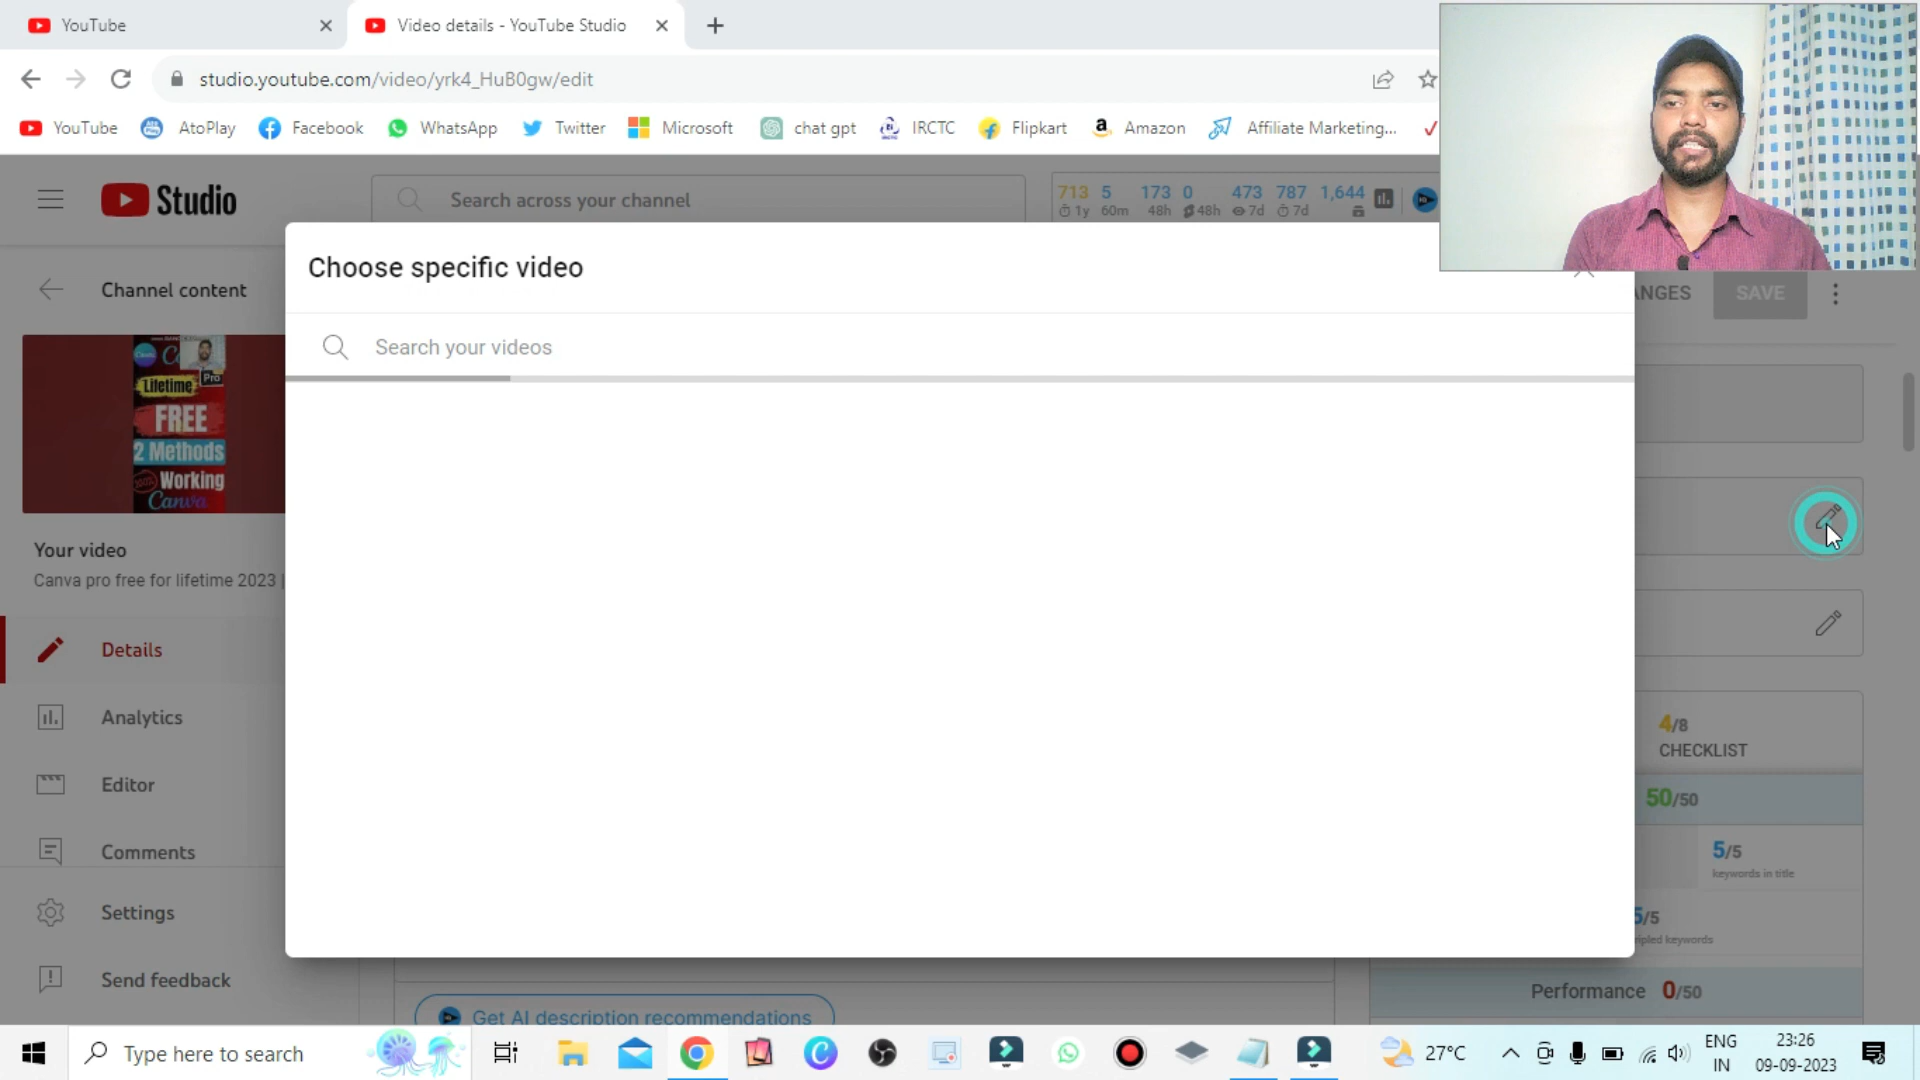 YouTube
Video details - YouTube Studio
studio.youtube.com/video/yrk4_HuB0gw/edit
YouTube
AtoPlay
Facebook
WhatsApp
Twitter
Microsoft
chat gpt
IRCTC
Flipkart
Amazon
Affiliate Marketing...
Studio
Search across your channel
713 5 173 0 473 787 1,644
1y 60m 48h 48h 7d 7d
Choose specific video
Channel content
ANGES
SAVE
Search your videos
Lifetime
Pro
FREE
2 Methods
100% Working
Canva
Your video
Canva pro free for lifetime 2023 |
Details
Analytics
Editor
Comments
Settings
Send feedback
4/8
CHECKLIST
50/50
5/5
keywords in title
5/5
ripled keywords
Performance 0/50
Get AI description recommendations
Type here to search
27°C
ENG
IN
23:26
09-09-2023